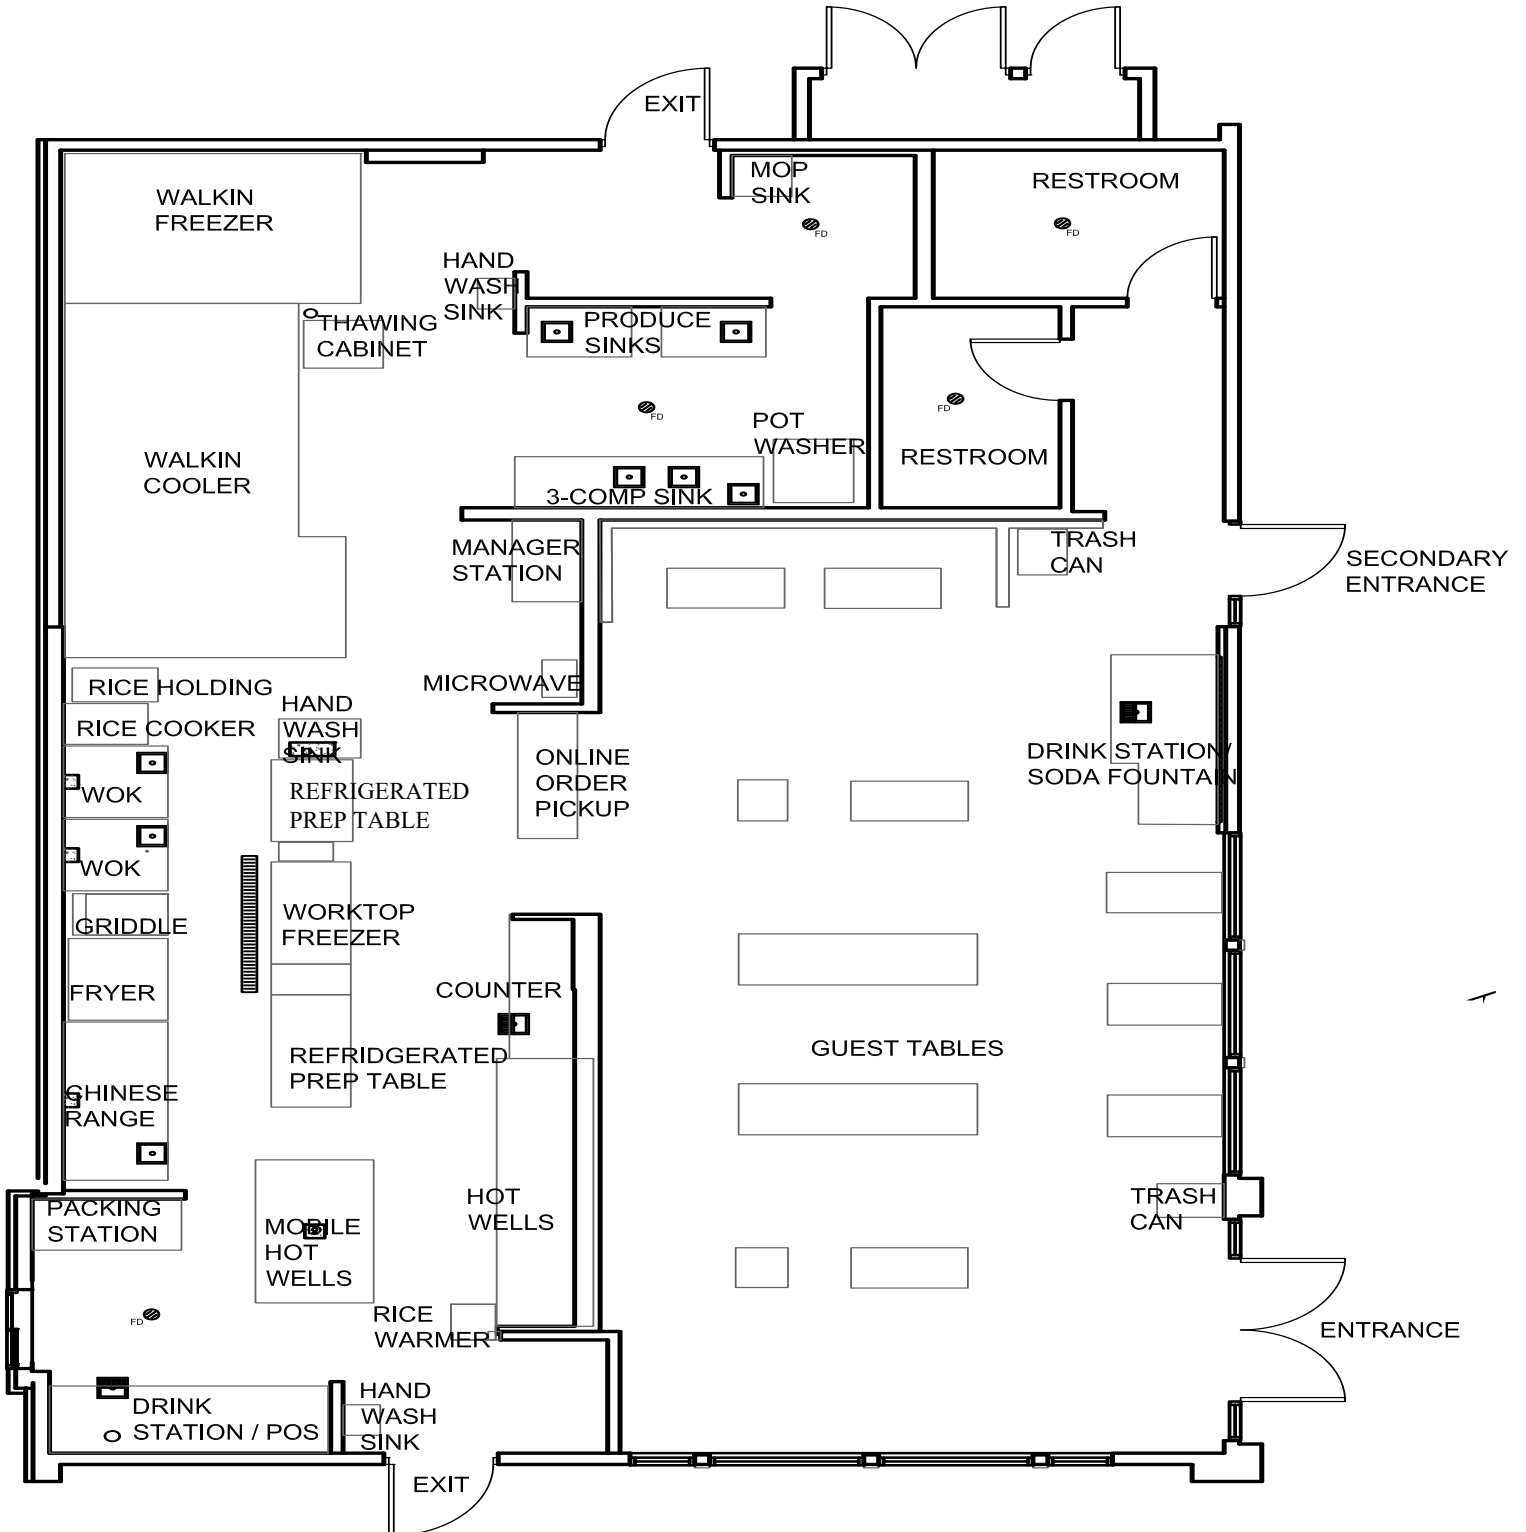 EXIT
MOP
SINK
RESTROOM
WALKIN
FREEZER
FD
FD
HAND
WASH
SINK
THAWING
CABINET
PRODUCE
SINKS
FD
FD
POT
WASHER
RESTROOM
WALKIN
COOLER
3-COMP SINK
MANAGER
STATION
TRASH
CAN
SECONDARY
ENTRANCE
RICE HOLDING
MICROWAVE
HAND
WASH
SINK
RICE COOKER
ONLINE
ORDER
PICKUP
DRINK STATION/
SODA FOUNTAIN
WOK
REFRIGERATED
PREP TABLE
WOK
GRIDDLE
WORKTOP
FREEZER
FRYER
COUNTER
GUEST TABLES
REFRIDGERATED
PREP TABLE
CHINESE
RANGE
PACKING
STATION
HOT
WELLS
TRASH
CAN
MOBILE
HOT
WELLS
RICE
WARMER
FD
ENTRANCE
DRINK
STATION / POS
HAND
WASH
SINK
EXIT